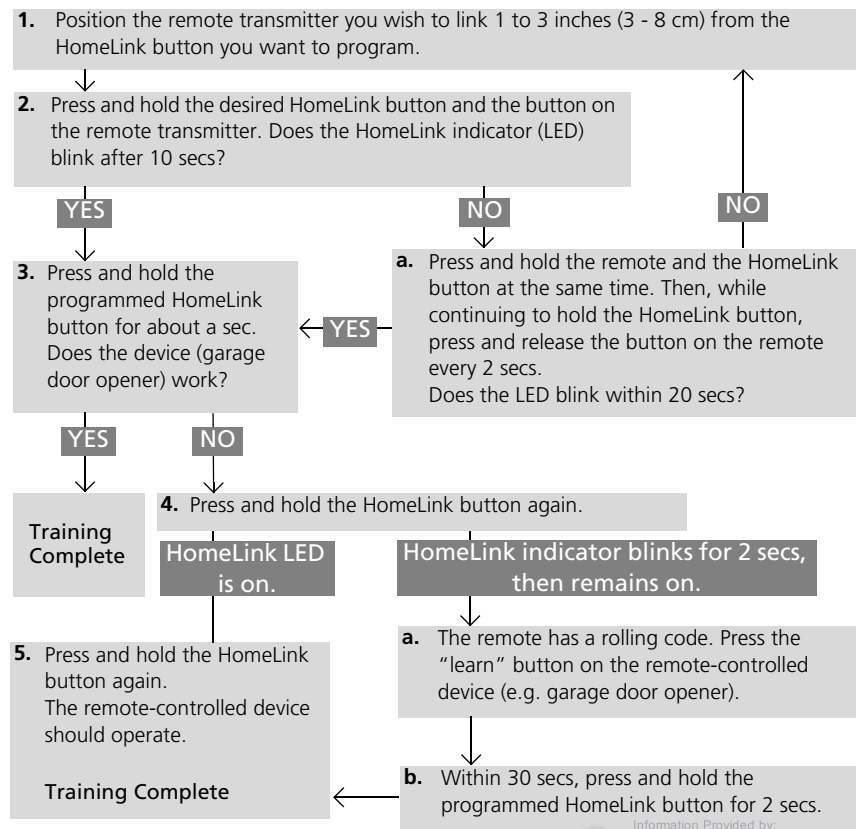 1. Position the remote transmitter you wish to link 1 to 3 inches (3 - 8 cm) from the
HomeLink button you want to program.
2. Press and hold the desired HomeLink button and the button on
the remote transmitter. Does the HomeLink indicator (LED)
blink after 10 secs?
YES
NO
NO
a. Press and hold the remote and the HomeLink
button at the same time. Then, while
continuing to hold the HomeLink button,
press and release the button on the remote
every 2 secs.
Does the LED blink within 20 secs?
YES
3. Press and hold the
programmed HomeLink
button for about a sec.
Does the device (garage
door opener) work?
YES
NO
Training
Complete
4. Press and hold the HomeLink button again.
HomeLink LED
is on.
HomeLink indicator blinks for 2 secs,
then remains on.
a. The remote has a rolling code. Press the
“learn” button on the remote-controlled
device (e.g. garage door opener).
b. Within 30 secs, press and hold the
programmed HomeLink button for 2 secs.
5. Press and hold the HomeLink
button again.
The remote-controlled device
should operate.
Training Complete
Information Provided by: